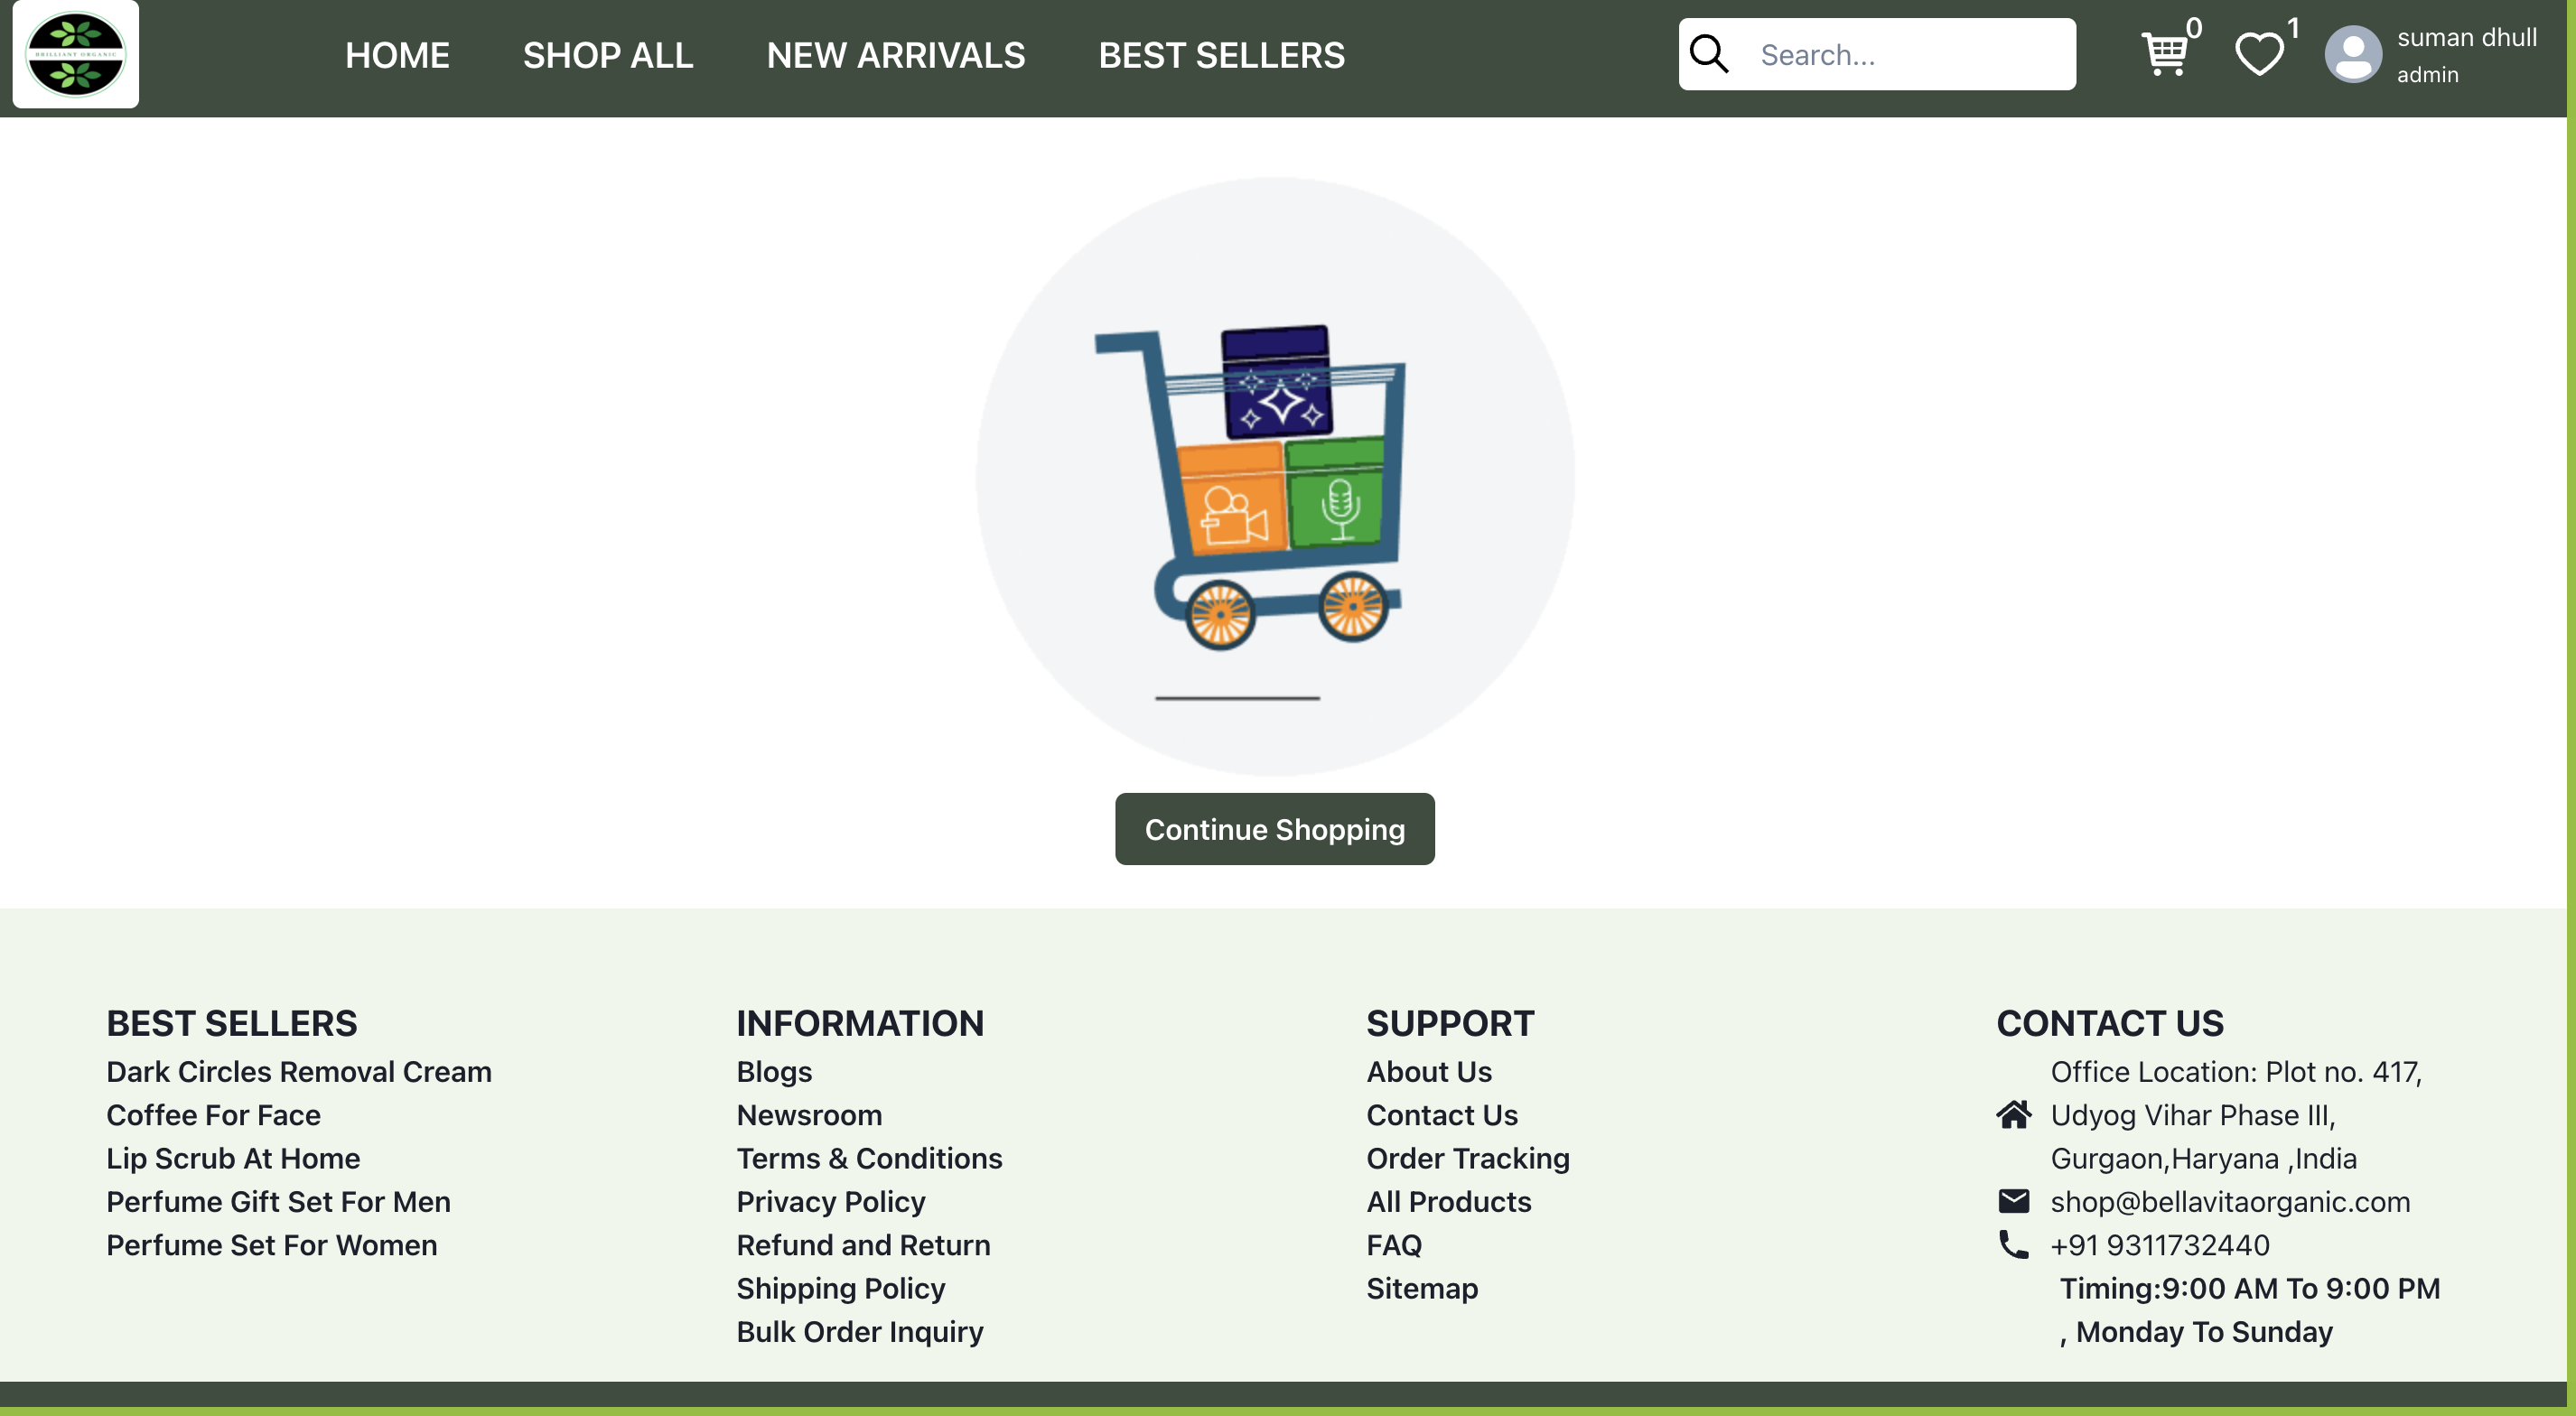 BRILLIANT ORGANIC
HOME SHOP ALL NEW ARRIVALS BEST SELLERS
Search...
0
1
suman dhull
admin
Continue Shopping
BEST SELLERS
Dark Circles Removal Cream
Coffee For Face
Lip Scrub At Home
Perfume Gift Set For Men
Perfume Set For Women
INFORMATION
Blogs
Newsroom
Terms & Conditions
Privacy Policy
Refund and Return
Shipping Policy
Bulk Order Inquiry
SUPPORT
About Us
Contact Us
Order Tracking
All Products
FAQ
Sitemap
CONTACT US
Office Location: Plot no. 417,
Udyog Vihar Phase III,
Gurgaon,Haryana ,India
shop@bellavitaorganic.com
+91 9311732440
Timing:9:00 AM To 9:00 PM
, Monday To Sunday